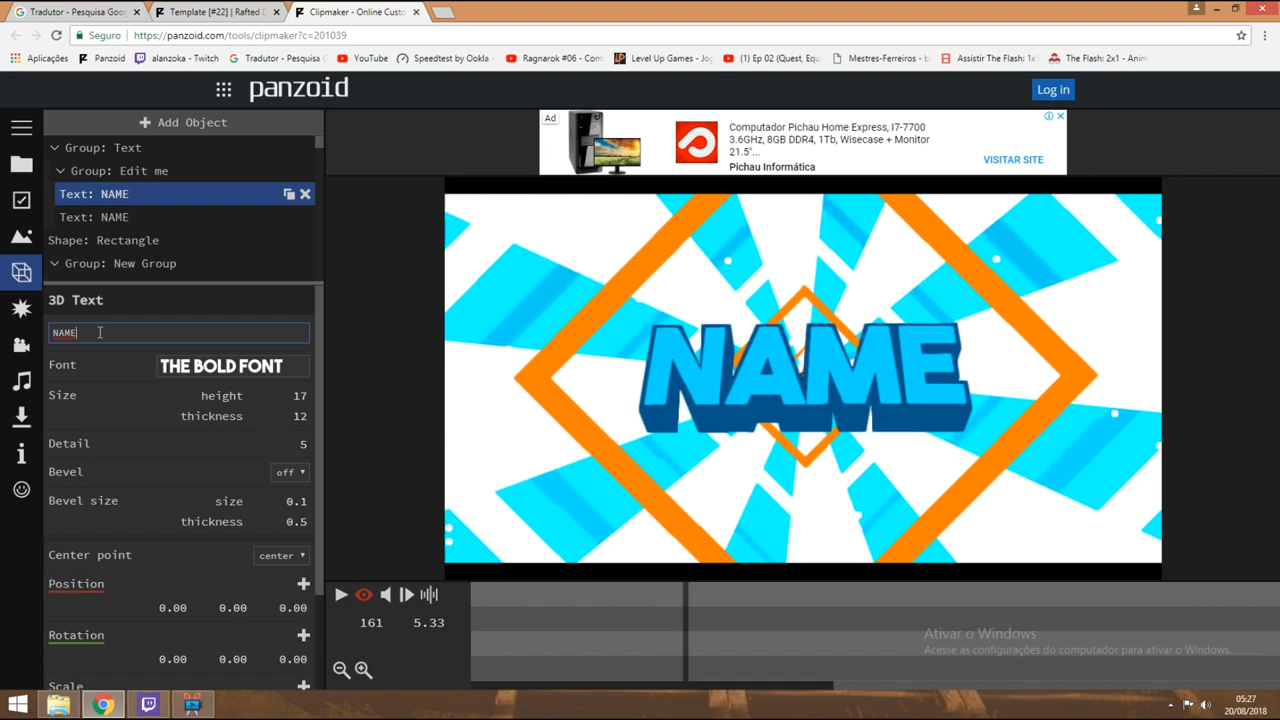 Tradutor - Pesquisa Goo
Template [#22] | Rafted D
Clipmaker - Online Custo
Seguro
https://panzoid.com/tools/clipmaker?c=201039
Aplicações
Panzoid
alanzoka - Twitch
Tradutor - Pesquisa G
YouTube
Speedtest by Ookla
Ragnarok #06 - Com
Level Up Games - Jog
(1) Ep 02 (Quest, Equ
Mestres-Ferreiros - b
Assistir The Flash: 1x
The Flash: 2x1 - Anim
panzoid
Log in
Add Object
Group: Text
Group: Edit me
Text: NAME
Text: NAME
Shape: Rectangle
Group: New Group
Ad
Computador Pichau Home Express, I7-7700
3.6GHz, 8GB DDR4, 1Tb, Wisecase + Monitor
21.5"...
Pichau Informática
VISITAR SITE
NAME
3D Text
NAME
Font
THE BOLD FONT
Size
height
17
thickness
12
Detail
5
Bevel
off
Bevel size
size
0.1
thickness
0.5
Center point
center
Position
0.00 0.00 0.00
Rotation
0.00 0.00 0.00
Scale
161
5.33
Ativar o Windows
Acesse as configurações do computador para ativar o Windows.
05:27
20/08/2018